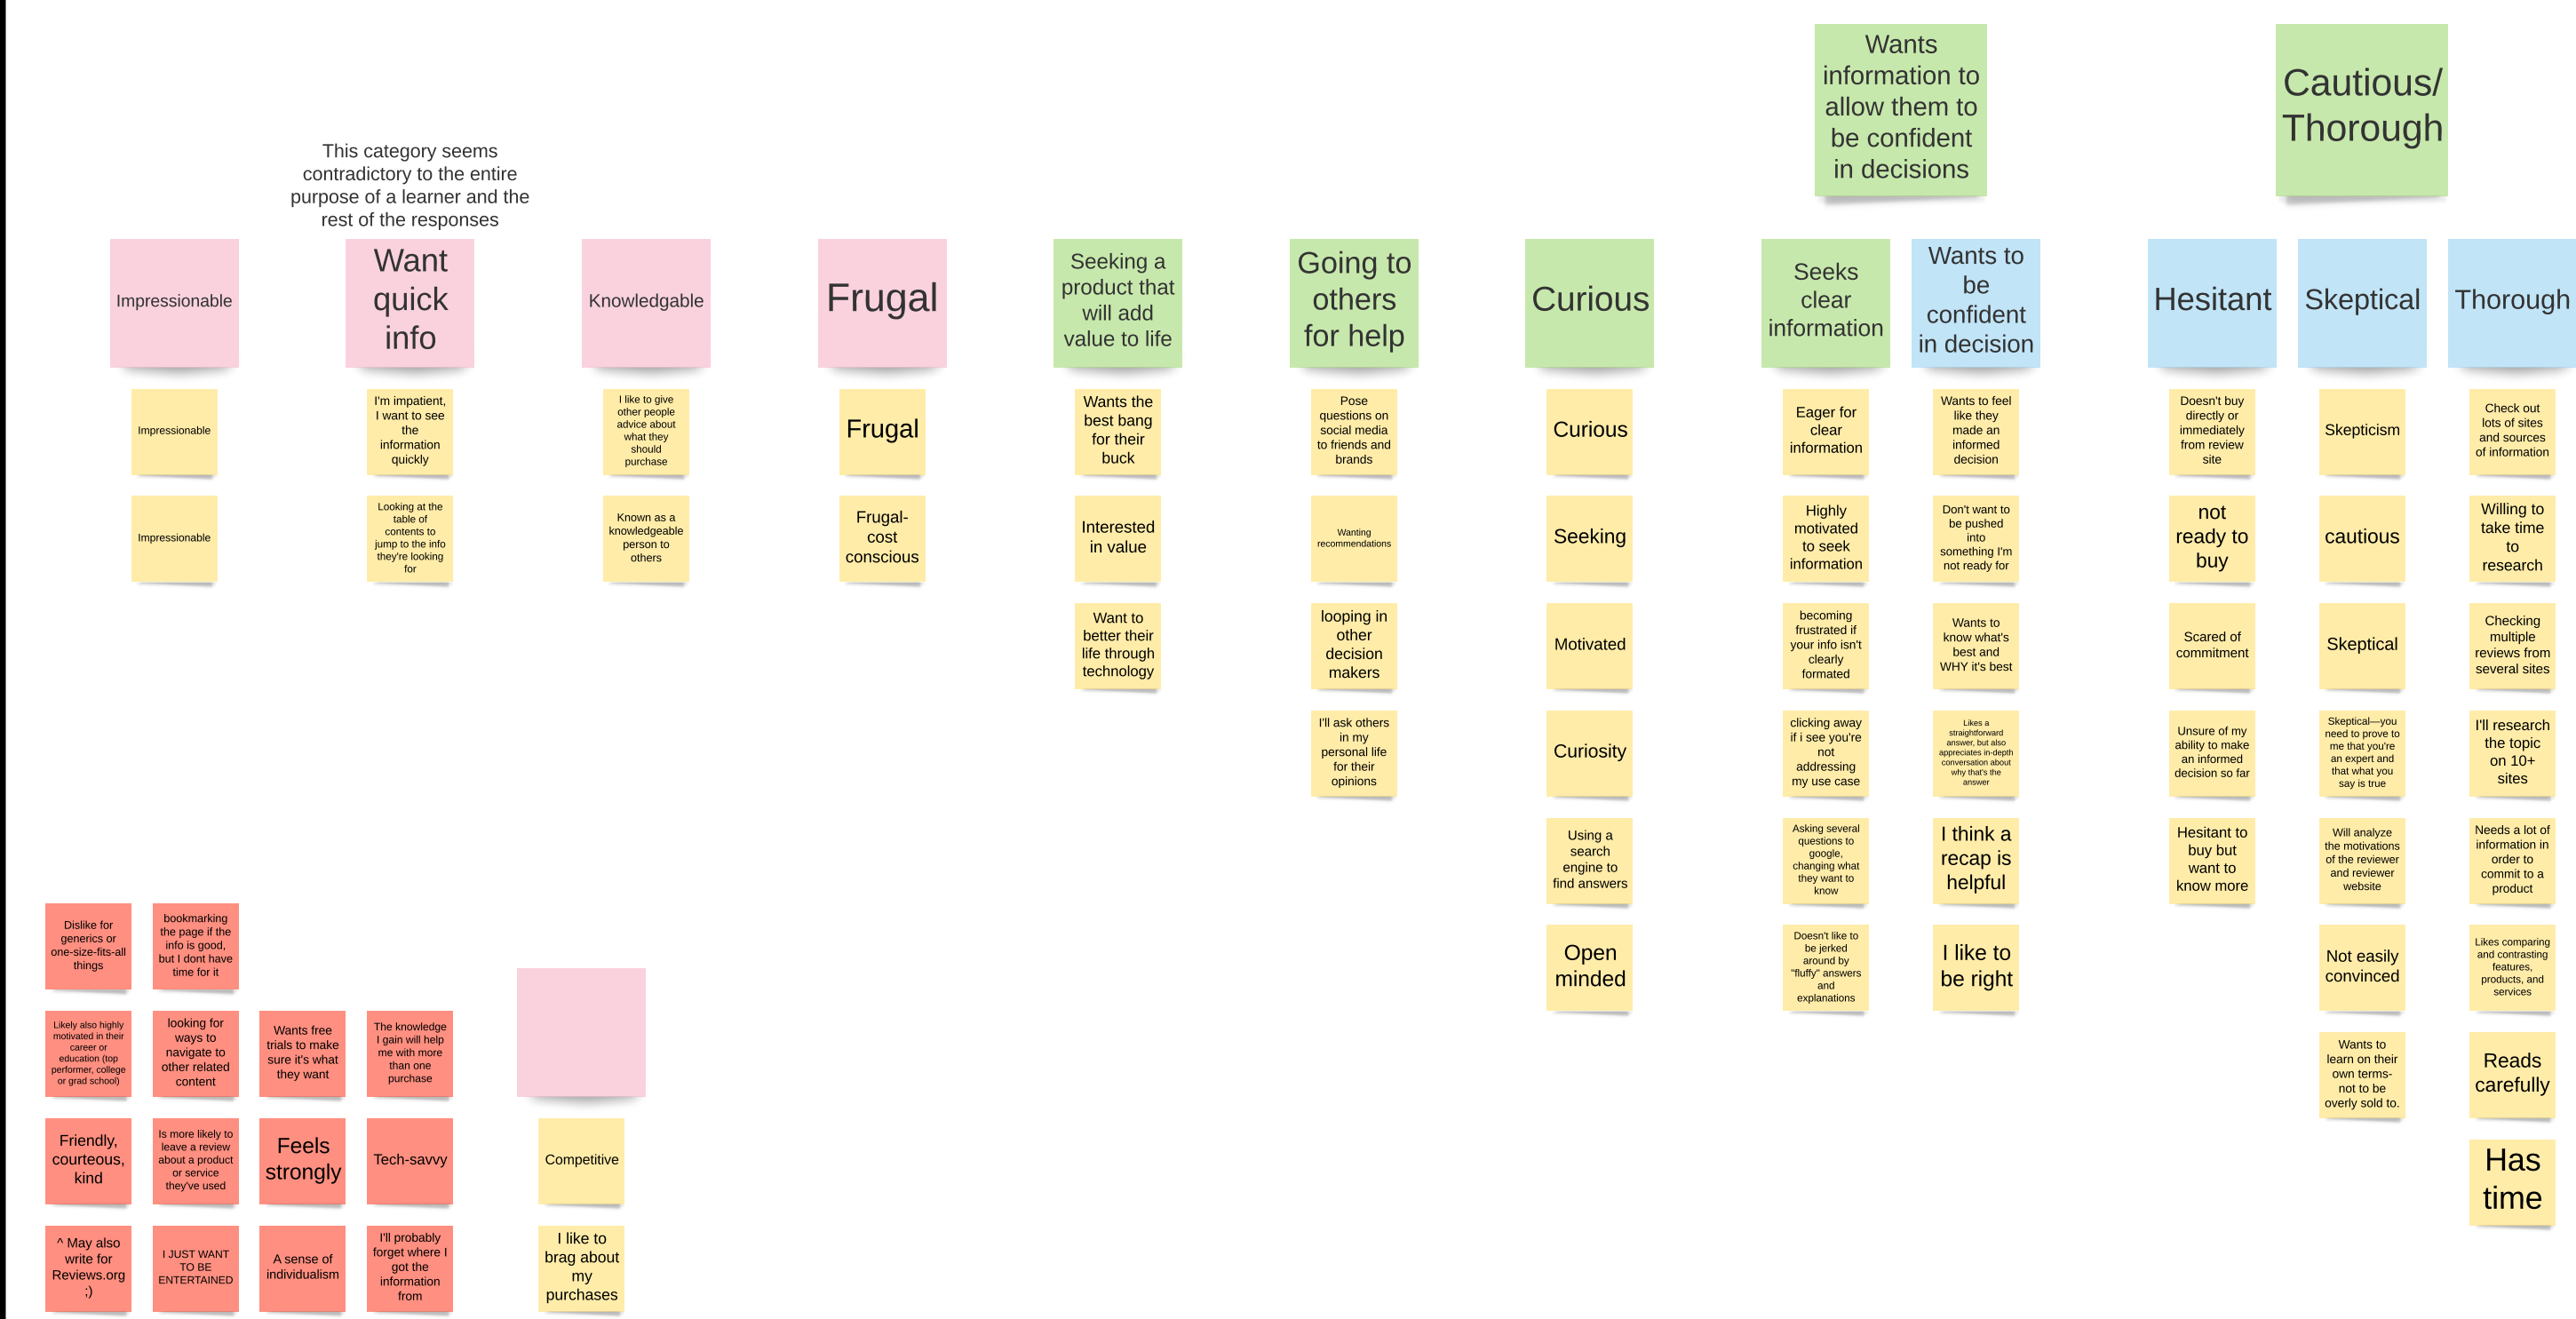 Wants
information to
allow them to
be confident
in decisions
Cautious/
Thorough
This category seems
contradictory to the entire
purpose of a learner and the
rest of the responses
Impressionable
Want
quick
info
Knowledgable
Frugal
Seeking a
product that
will add
value to life
Going to
others
for help
Curious
Seeks
clear
information
Wants to
be
confident
in decision
Hesitant
Skeptical
Thorough
Impressionable
Impressionable
I'm impatient,
I want to see
the
information
quickly
Looking at the
table of
contents to
jump to the info
they're looking
for
I like to give
other people
advice about
what they
should
purchase
Known as a
knowledgeable
person to
others
Frugal
Frugal-
cost
conscious
Wants the
best bang
for their
buck
Interested
in value
Want to
better their
life through
technology
Pose
questions on
social media
to friends and
brands
Wanting
recommendations
looping in
other
decision
makers
I'll ask others
in my
personal life
for their
opinions
Curious
Seeking
Motivated
Curiosity
Using a
search
engine to
find answers
Open
minded
Eager for
clear
information
Highly
motivated
to seek
information
becoming
frustrated if
your info isn't
clearly
formated
clicking away
if i see you're
not
addressing
my use case
Asking several
questions to
google,
changing what
they want to
know
Doesn't like to
be jerked
around by
"fluffy" answers
and
explanations
Wants to feel
like they
made an
informed
decision
Don't want to
be pushed
into
something I'm
not ready for
Wants to
know what's
best and
WHY it's best
Likes a
straightforward
answer, but also
appreciates in-depth
conversation about
why that's the
answer
I think a
recap is
helpful
I like to
be right
Doesn't buy
directly or
immediately
from review
site
not
ready to
buy
Scared of
commitment
Unsure of my
ability to make
an informed
decision so far
Hesitant to
buy but
want to
know more
Skepticism
cautious
Skeptical
Skeptical—you
need to prove to
me that you're
an expert and
that what you
say is true
Will analyze
the motivations
of the reviewer
and reviewer
website
Not easily
convinced
Wants to
learn on their
own terms-
not to be
overly sold to.
Check out
lots of sites
and sources
of information
Willing to
take time
to
research
Checking
multiple
reviews from
several sites
I'll research
the topic
on 10+
sites
Needs a lot of
information in
order to
commit to a
product
Likes comparing
and contrasting
features,
products, and
services
Reads
carefully
Has
time
Dislike for
generics or
one-size-fits-all
things
bookmarking
the page if the
info is good,
but I dont have
time for it
Likely also highly
motivated in their
career or
education (top
performer, college
or grad school)
looking for
ways to
navigate to
other related
content
Wants free
trials to make
sure it's what
they want
The knowledge
I gain will help
me with more
than one
purchase
Friendly,
courteous,
kind
Is more likely to
leave a review
about a product
or service
they've used
Feels
strongly
Tech-savvy
^ May also
write for
Reviews.org
;)
I JUST WANT
TO BE
ENTERTAINED
A sense of
individualism
I'll probably
forget where I
got the
information
from
Competitive
I like to
brag about
my
purchases